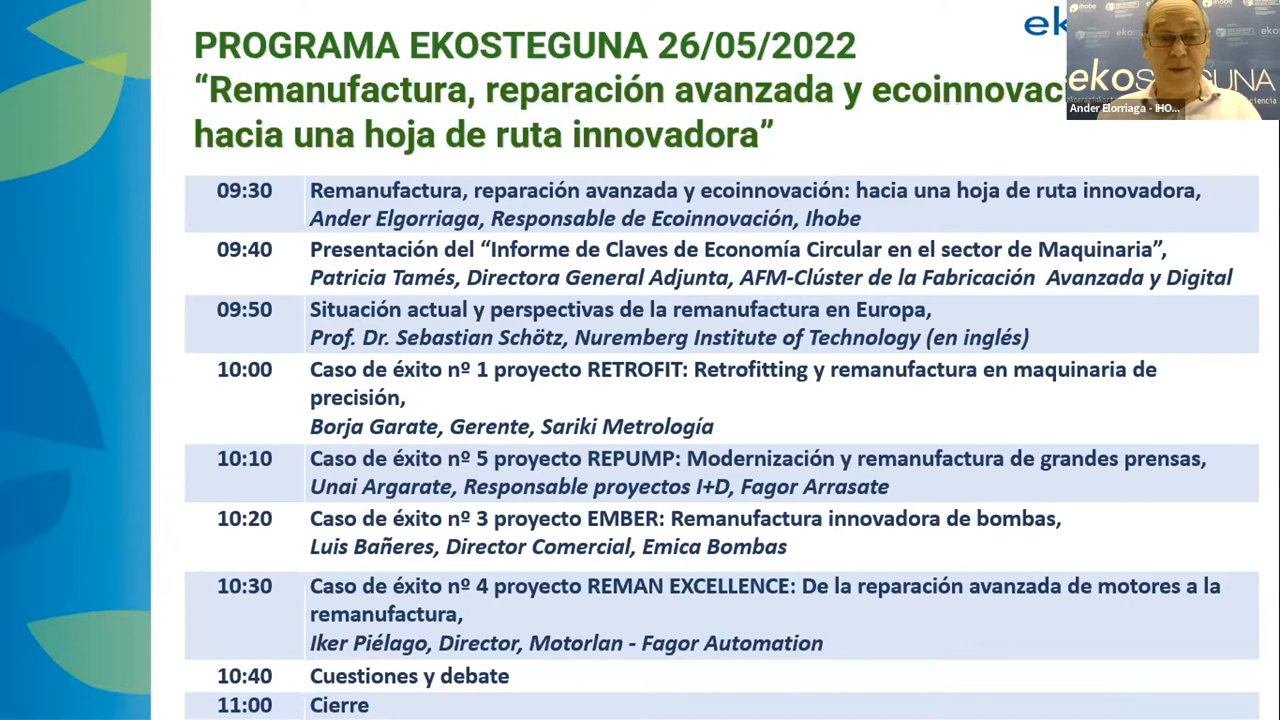 PROGRAMA EKOSTEGUNA 26/05/2022
“Remanufactura, reparación avanzada y ecoinnovac
hacia una hoja de ruta innovadora”
ek
ihobe
ekoSTEGUNA
Ander Elorriaga - IHO...
09:30 Remanufactura, reparación avanzada y ecoinnovación: hacia una hoja de ruta innovadora,
Ander Elgorriaga, Responsable de Ecoinnovación, Ihobe
09:40 Presentación del “Informe de Claves de Economía Circular en el sector de Maquinaria”,
Patricia Tamés, Directora General Adjunta, AFM-Clúster de la Fabricación Avanzada y Digital
09:50 Situación actual y perspectivas de la remanufactura en Europa,
Prof. Dr. Sebastian Schötz, Nuremberg Institute of Technology (en inglés)
10:00 Caso de éxito nº 1 proyecto RETROFIT: Retrofitting y remanufactura en maquinaria de
precisión,
Borja Garate, Gerente, Sariki Metrología
10:10 Caso de éxito nº 5 proyecto REPUMP: Modernización y remanufactura de grandes prensas,
Unai Argarate, Responsable proyectos I+D, Fagor Arrasate
10:20 Caso de éxito nº 3 proyecto EMBER: Remanufactura innovadora de bombas,
Luis Bañeres, Director Comercial, Emica Bombas
10:30 Caso de éxito nº 4 proyecto REMAN EXCELLENCE: De la reparación avanzada de motores a la
remanufactura,
Iker Piélago, Director, Motorlan - Fagor Automation
10:40 Cuestiones y debate
11:00 Cierre